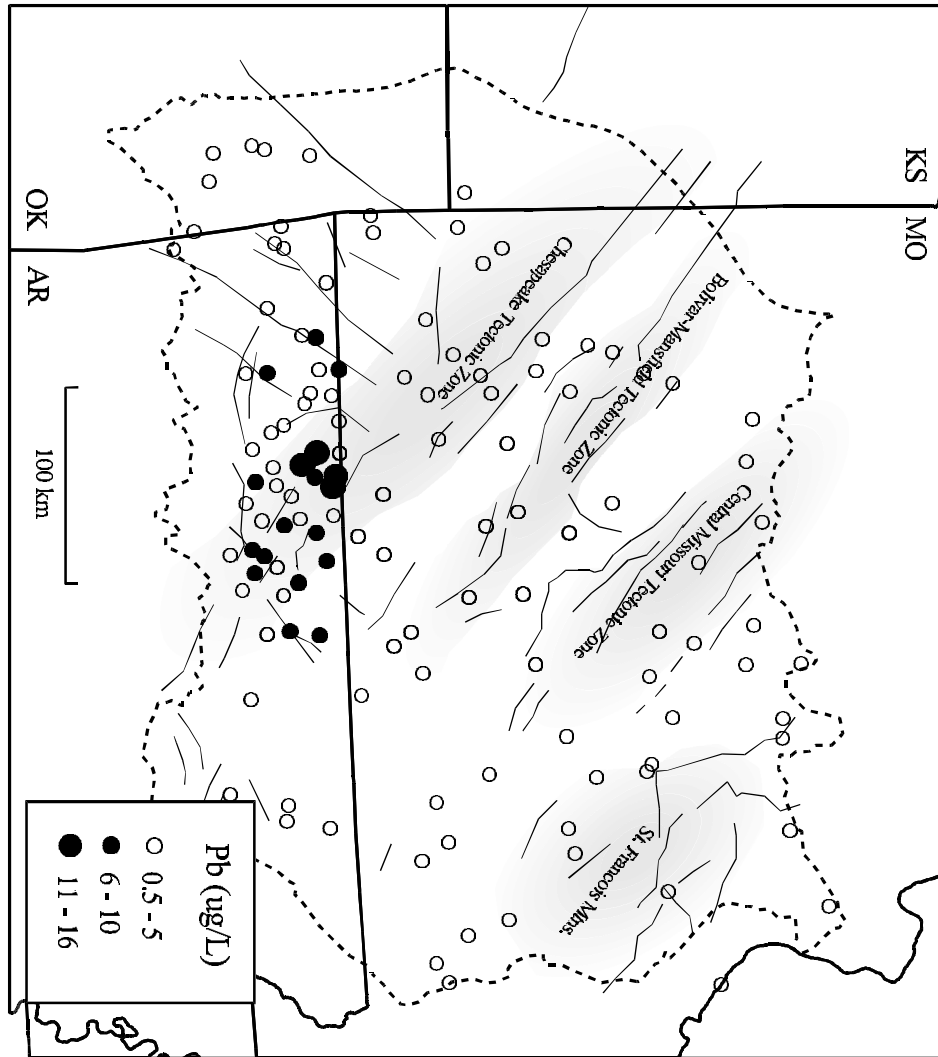 KS
MO
OK
AR
Chesapeake Tectonic Zone
Bolivar-Mansfield Tectonic Zone
Central Missouri Tectonic Zone
St. Francois Mtns.
100 km
Pb (ug/L)
0.5 - 5
6 - 10
11 - 16